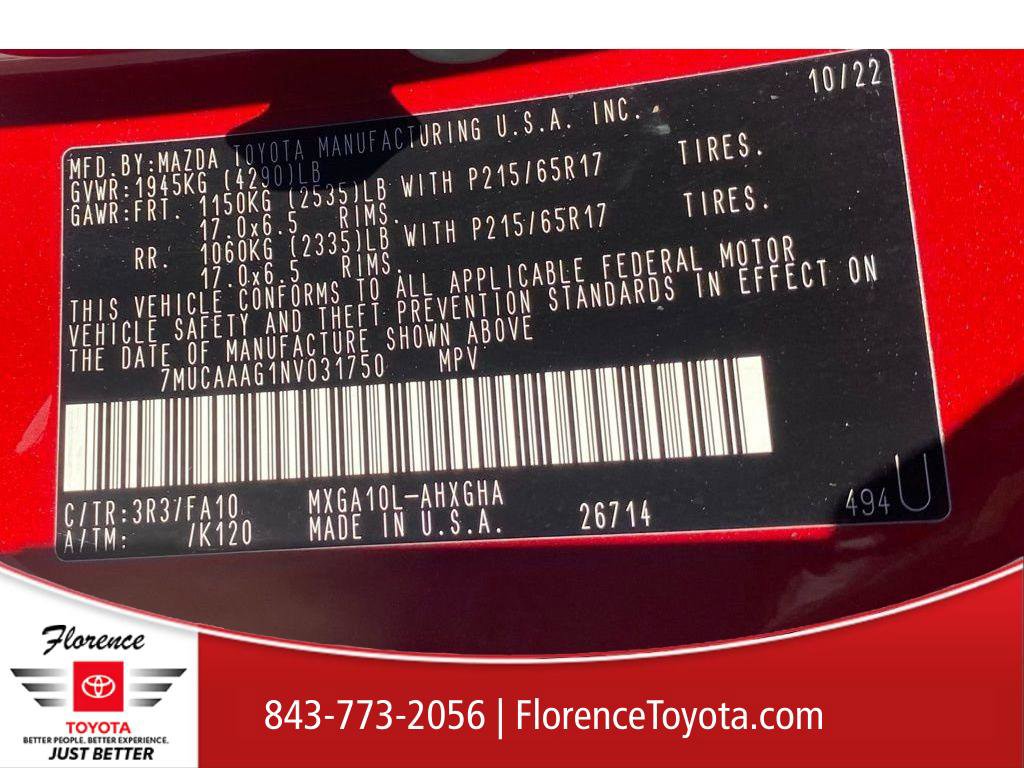 10/22
MFD.BY:MAZDA TOYOTA MANUFACTURING U.S.A. INC.
GVWR:1945KG (4290)LB
GAWR:FRT. 1150KG (2535)LB WITH P215/65R17 TIRES.
17.0x6.5 RIMS.
RR. 1060KG (2335)LB WITH P215/65R17 TIRES.
17.0x6.5 RIMS.
THIS VEHICLE CONFORMS TO ALL APPLICABLE FEDERAL MOTOR
VEHICLE SAFETY AND THEFT PREVENTION STANDARDS IN EFFECT ON
THE DATE OF MANUFACTURE SHOWN ABOVE
7MUCAAAG1NV031750 MPV
C/TR:3R3/FA10 MXGA10L-AHXGHA
A/TM: /K120 MADE IN U.S.A. 26714 494 U
Florence
TOYOTA
BETTER PEOPLE. BETTER EXPERIENCE.
JUST BETTER
843-773-2056 | FlorenceToyota.com